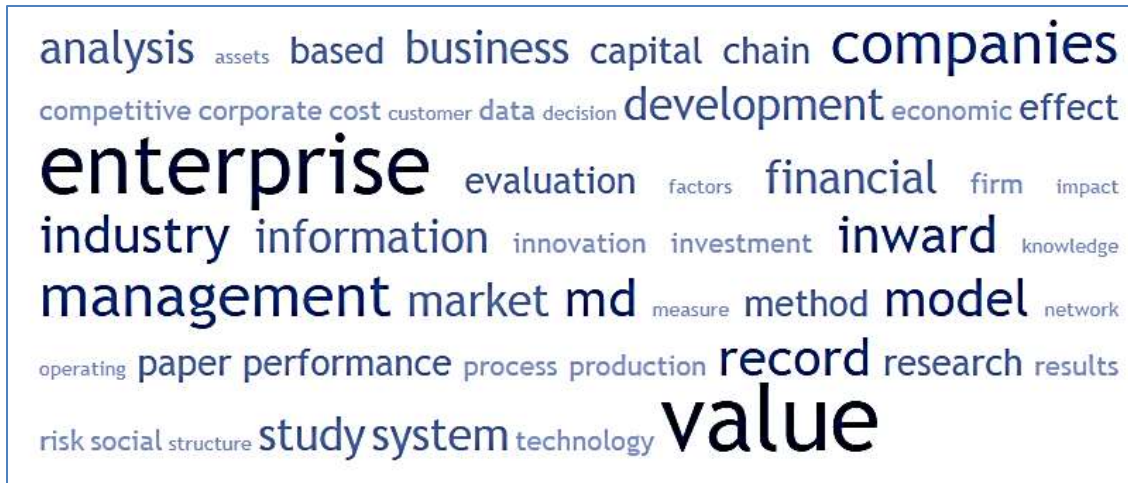 analysis assets based business capital chain companies
competitive corporate cost customer data decision development economic effect
enterprise evaluation factors financial firm impact
industry information innovation investment inward knowledge
management market md measure method model network
operating paper performance process production record research results
risk social structure study system technology value